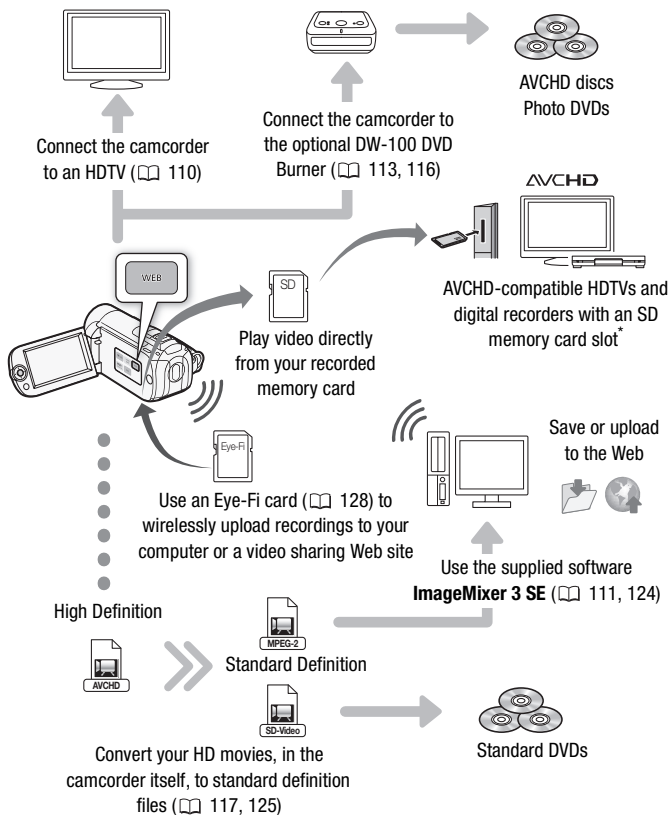 AVCHD discs
Photo DVDs
Connect the camcorder
to an HDTV (110)
Connect the camcorder to
the optional DW-100 DVD
Burner (113, 116)
AVCHD
WEB
SD
Play video directly
from your recorded
memory card
AVCHD-compatible HDTVs and
digital recorders with an SD
memory card slot*
Eye-Fi
Use an Eye-Fi card (128) to
wirelessly upload recordings to your
computer or a video sharing Web site
Save or upload
to the Web
Use the supplied software
ImageMixer 3 SE (111, 124)
High Definition
AVCHD
MPEG-2
Standard Definition
SD-Video
Convert your HD movies, in the
camcorder itself, to standard definition
files (117, 125)
Standard DVDs